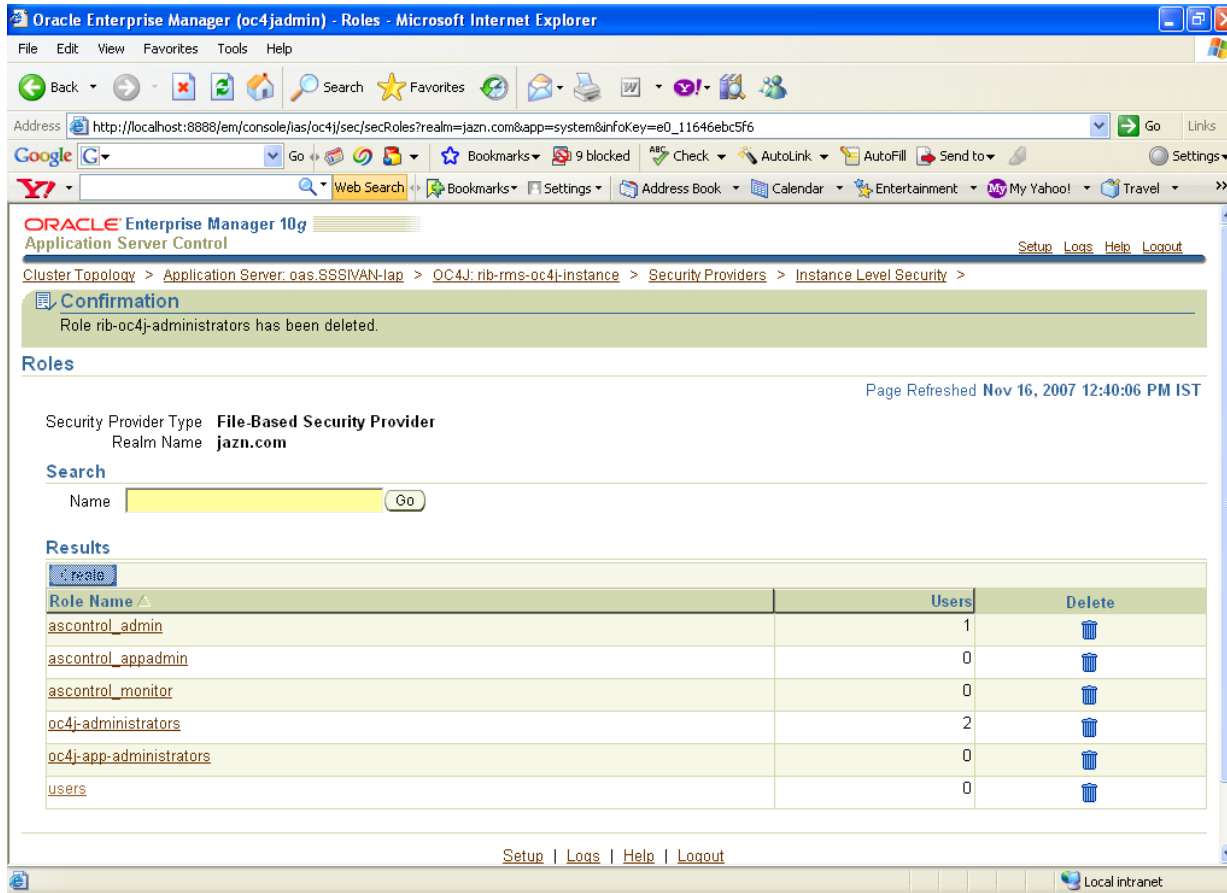 Oracle Enterprise Manager (oc4jadmin) - Roles - Microsoft Internet Explorer
File Edit View Favorites Tools Help
Back Search Favorites
Address http://localhost:8888/em/console/ias/oc4j/sec/secRoles?realm=jazn.com&app=system&infoKey=e0_11646ebc5f6 Go Links
Google G Go Bookmarks 9 blocked ABC Check AutoLink AutoFill Send to Settings
Y! Web Search Bookmarks Settings Address Book Calendar Entertainment My My Yahoo! Travel >>
ORACLE Enterprise Manager 10g
Application Server Control
Setup Logs Help Logout
Cluster Topology > Application Server: oas.SSSIVAN-lap > OC4J: rib-rms-oc4j-instance > Security Providers > Instance Level Security >
Confirmation
Role rib-oc4j-administrators has been deleted.
Roles
Page Refreshed Nov 16, 2007 12:40:06 PM IST
Security Provider Type File-Based Security Provider
Realm Name jazn.com
Search
Name Go
Results
Create
Role Name Users Delete
ascontrol_admin 1
ascontrol_appadmin 0
ascontrol_monitor 0
oc4j-administrators 2
oc4j-app-administrators 0
users 0
Setup | Logs | Help | Logout
Local intranet